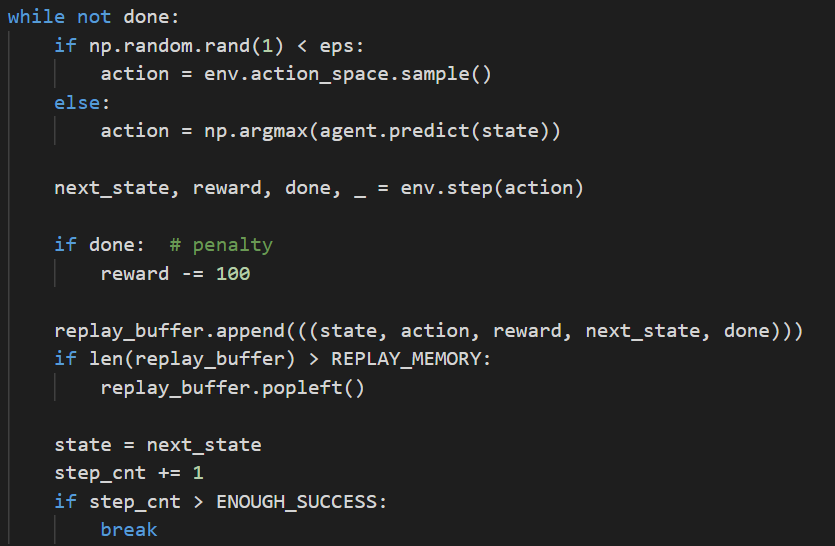 while not done:
    if np.random.rand(1) < eps:
        action = env.action_space.sample()
    else:
        action = np.argmax(agent.predict(state))
    next_state, reward, done, _ = env.step(action)
    if done:  # penalty
        reward -= 100
    replay_buffer.append(((state, action, reward, next_state, done)))
    if len(replay_buffer) > REPLAY_MEMORY:
        replay_buffer.popleft()
    state = next_state
    step_cnt += 1
    if step_cnt > ENOUGH_SUCCESS:
        break